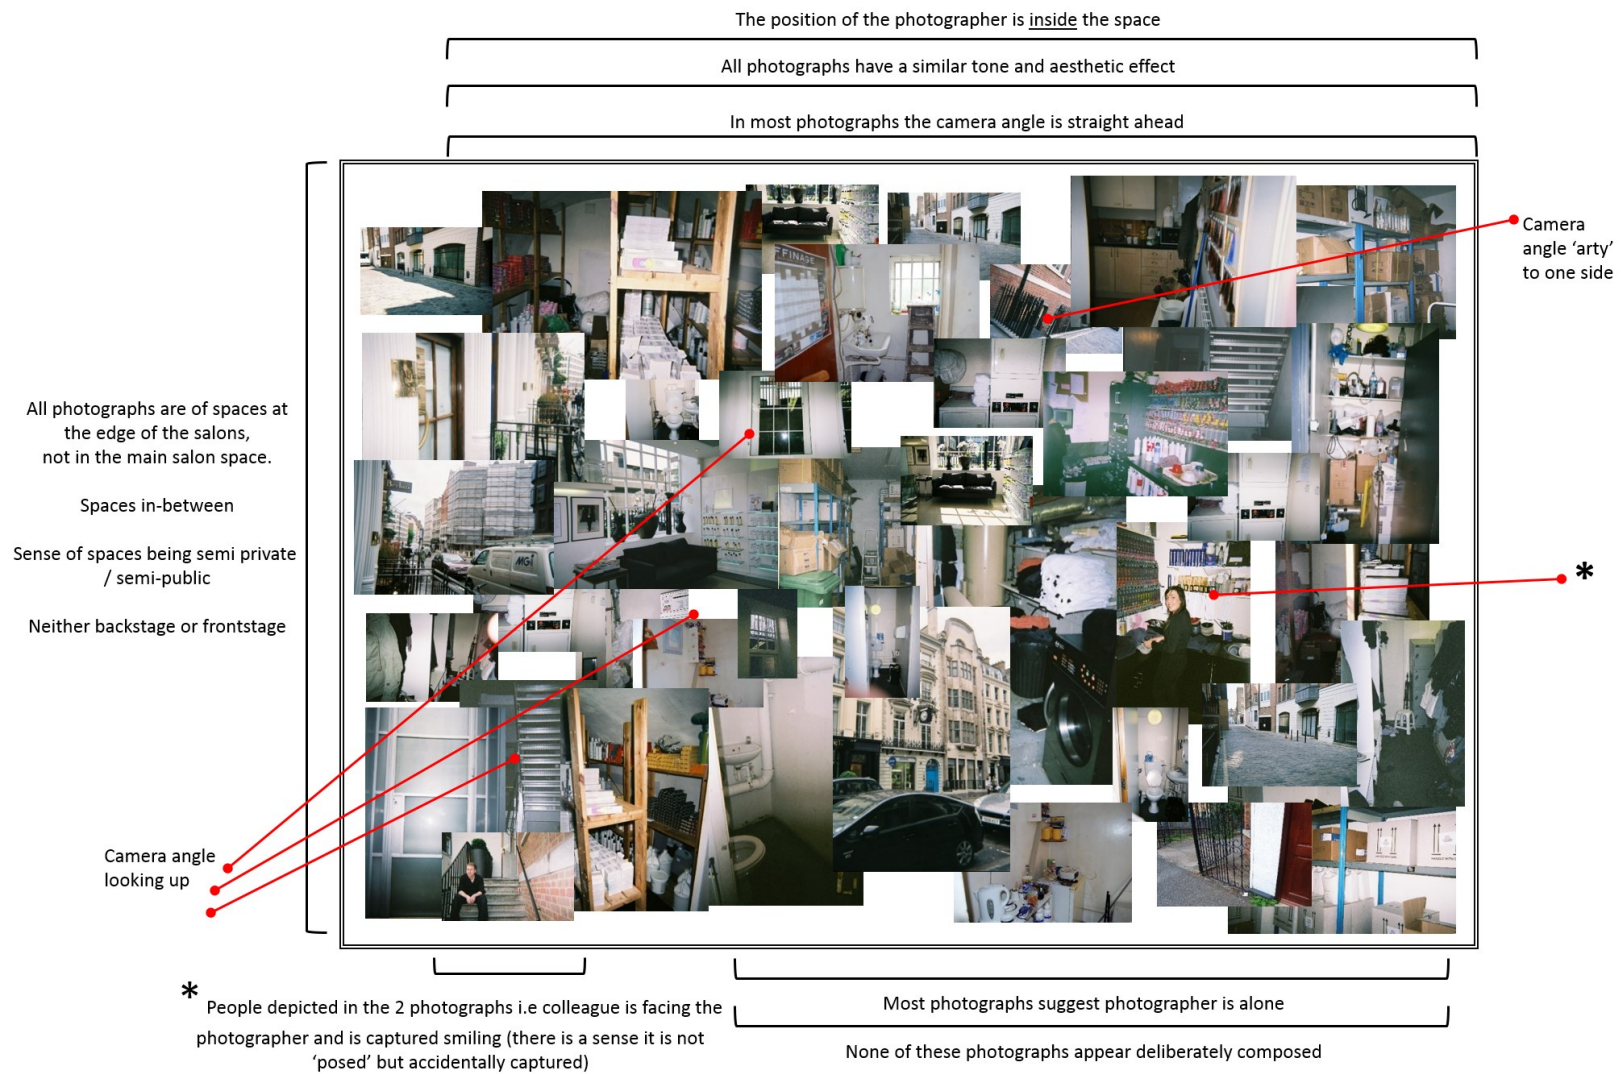 The position of the photographer is inside the space
All photographs have a similar tone and aesthetic effect
In most photographs the camera angle is straight ahead
Camera
angle ‘arty’
to one side
All photographs are of spaces at
the edge of the salons,
not in the main salon space.
Spaces in-between
Sense of spaces being semi private
/ semi-public
Neither backstage or frontstage
FFINAGE
MGi
*
Camera angle
looking up
* People depicted in the 2 photographs i.e colleague is facing the
photographer and is captured smiling (there is a sense it is not
‘posed’ but accidentally captured)
Most photographs suggest photographer is alone
None of these photographs appear deliberately composed